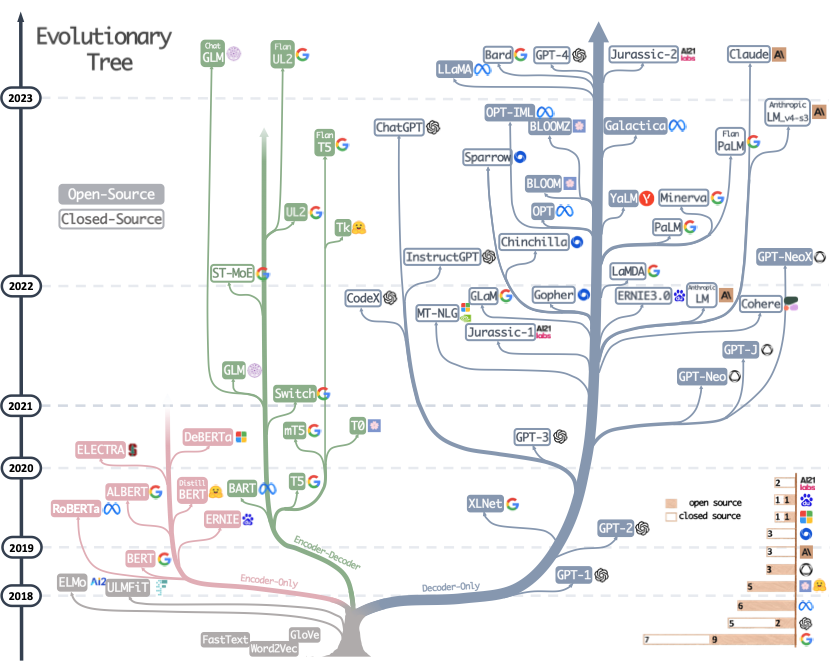 Evolutionary
Tree
Open-Source
Closed-Source
2023
2022
2021
2020
2019
2018
Chat
GLM
Flan
UL2
Flan
T5
UL2
Tk
ST-MoE
GLM
Switch
mT5
T0
T5
BART
DeBERTa
ELECTRA
ALBERT
Distill
BERT
RoBERTa
ERNIE
BERT
ELMo
AI2
ULMFiT
FastText
Word2Vec
GloVe
Encoder-Only
Encoder-Decoder
Decoder-Only
Bard
GPT-4
Jurassic-2
AI21
labs
Claude
A\
LLaMA
OPT-IML
BLOOMZ
Galactica
Anthropic
LM_v4-s3
A\
ChatGPT
Flan
PaLM
Sparrow
BLOOM
OPT
YaLM
Y
Minerva
PaLM
Chinchilla
InstructGPT
GPT-NeoX
LaMDA
CodeX
GLaM
Gopher
ERNIE3.0
Anthropic
LM
A\
Cohere
MT-NLG
Jurassic-1
AI21
labs
GPT-J
GPT-Neo
GPT-3
XLNet
GPT-2
GPT-1
open source
closed source
2
AI21
labs
1 1
1 1
3
3
A\
3
5
6
5 2
7 9